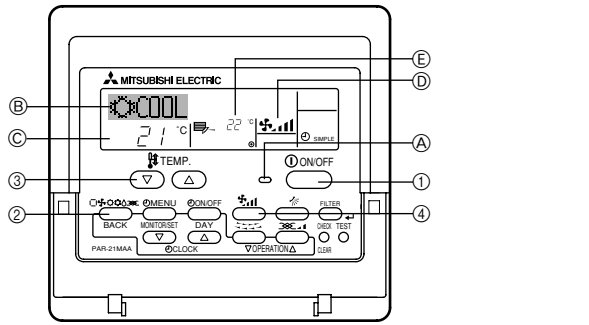 Ⓔ
MITSUBISHI ELECTRIC
Ⓓ
Ⓑ
COOL
22 °C
Ⓒ
21 °C
SIMPLE
Ⓐ
TEMP.
ON/OFF
③
①
②
MENU
ON/OFF
FILTER
④
BACK
MONITOR/SET
DAY
CHECK
TEST
PAR-21MAA
CLOCK
▽OPERATION△
CLEAR